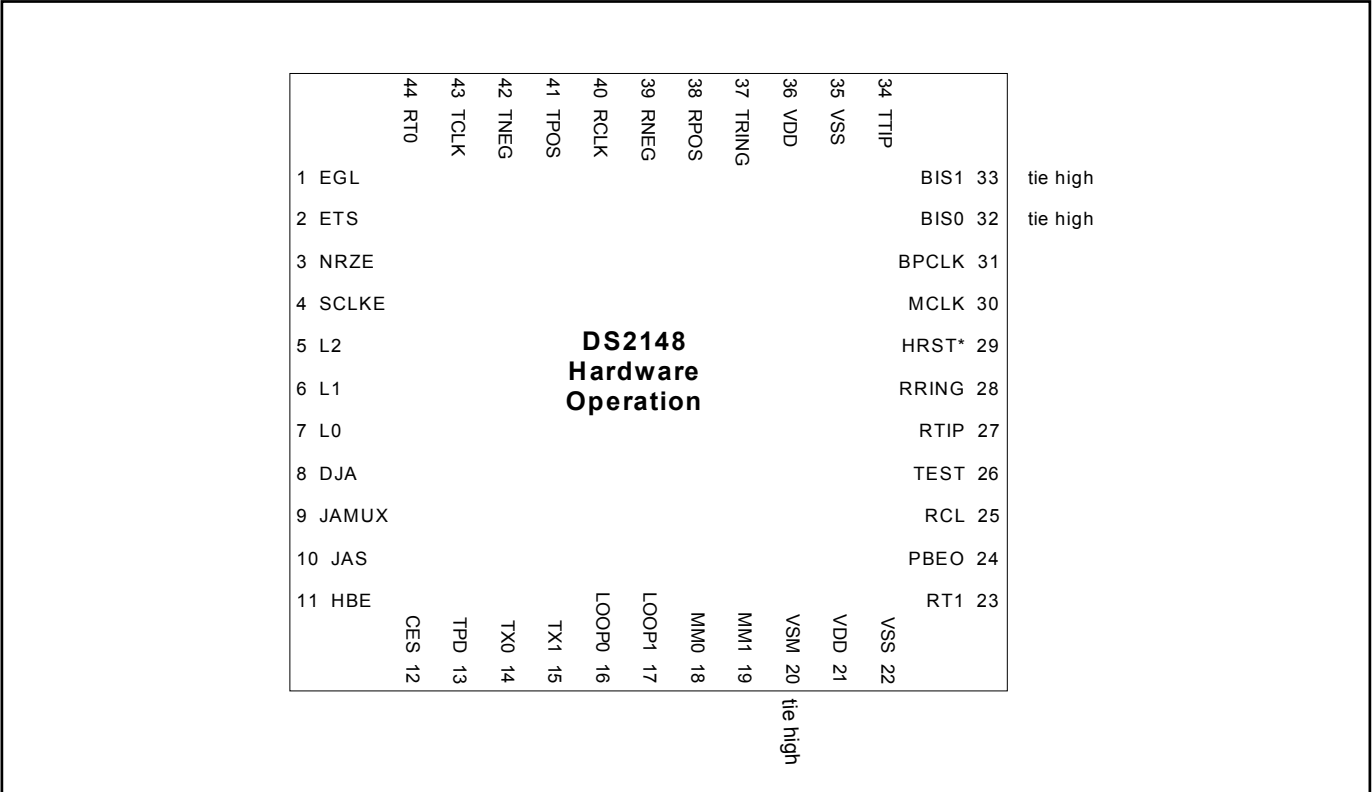 44 RT0
43 TCLK
42 TNEG
41 TPOS
40 RCLK
39 RNEG
38 RPOS
37 TRING
36 VDD
35 VSS
34 TTIP
1 EGL
2 ETS
3 NRZE
4 SCLKE
5 L2
6 L1
7 L0
8 DJA
9 JAMUX
10 JAS
11 HBE
DS2148
Hardware
Operation
BIS1 33 tie high
BIS0 32 tie high
BPCLK 31
MCLK 30
HRST* 29
RRING 28
RTIP 27
TEST 26
RCL 25
PBEO 24
RT1 23
CES 12
TPD 13
TX0 14
TX1 15
LOOP0 16
LOOP1 17
MM0 18
MM1 19
VSM 20 tie high
VDD 21
VSS 22